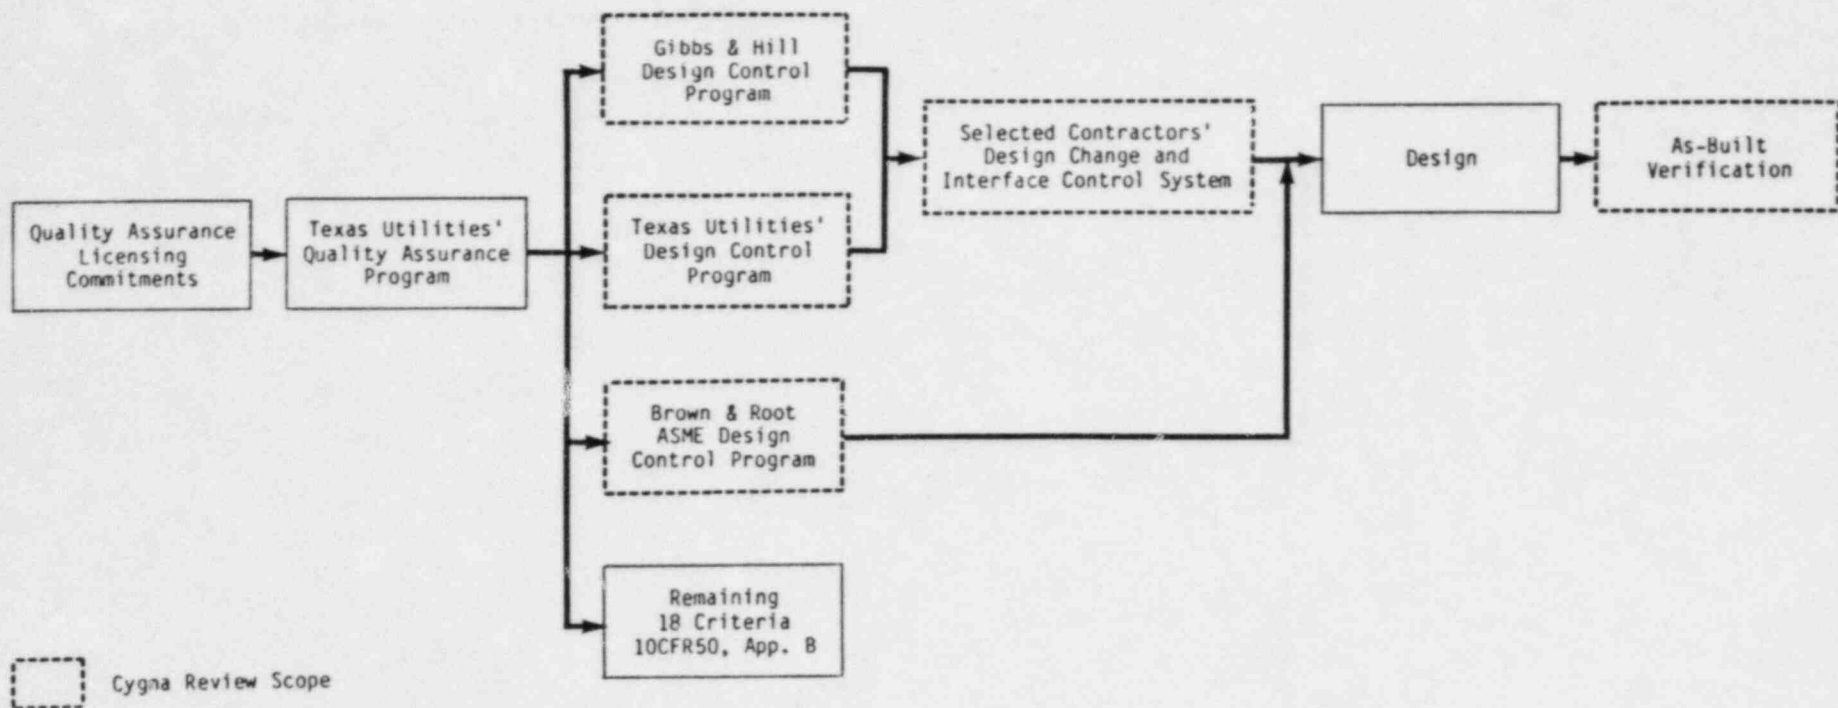 Quality Assurance
Licensing
Commitments
Texas Utilities'
Quality Assurance
Program
Gibbs & Hill
Design Control
Program
Texas Utilities'
Design Control
Program
Brown & Root
ASME Design
Control Program
Remaining
18 Criteria
10CFR50, App. B
Selected Contractors'
Design Change and
Interface Control System
Design
As-Built
Verification
Cygna Review Scope